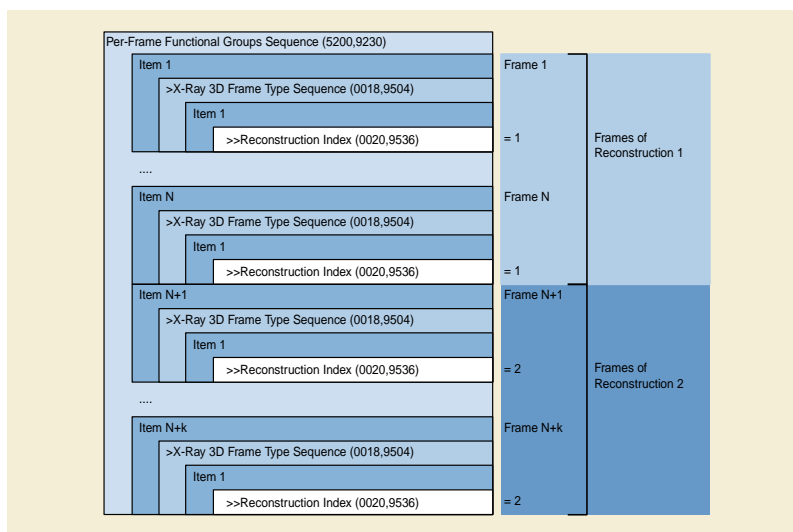 Per-Frame Functional Groups Sequence (5200,9230)
Item 1
Frame 1
>X-Ray 3D Frame Type Sequence (0018,9504)
Item 1
>>Reconstruction Index (0020,9536)
= 1
Frames of
Reconstruction 1
....
Item N
Frame N
>X-Ray 3D Frame Type Sequence (0018,9504)
Item 1
>>Reconstruction Index (0020,9536)
= 1
Item N+1
Frame N+1
>X-Ray 3D Frame Type Sequence (0018,9504)
Item 1
>>Reconstruction Index (0020,9536)
= 2
Frames of
Reconstruction 2
....
Item N+k
Frame N+k
>X-Ray 3D Frame Type Sequence (0018,9504)
Item 1
>>Reconstruction Index (0020,9536)
= 2